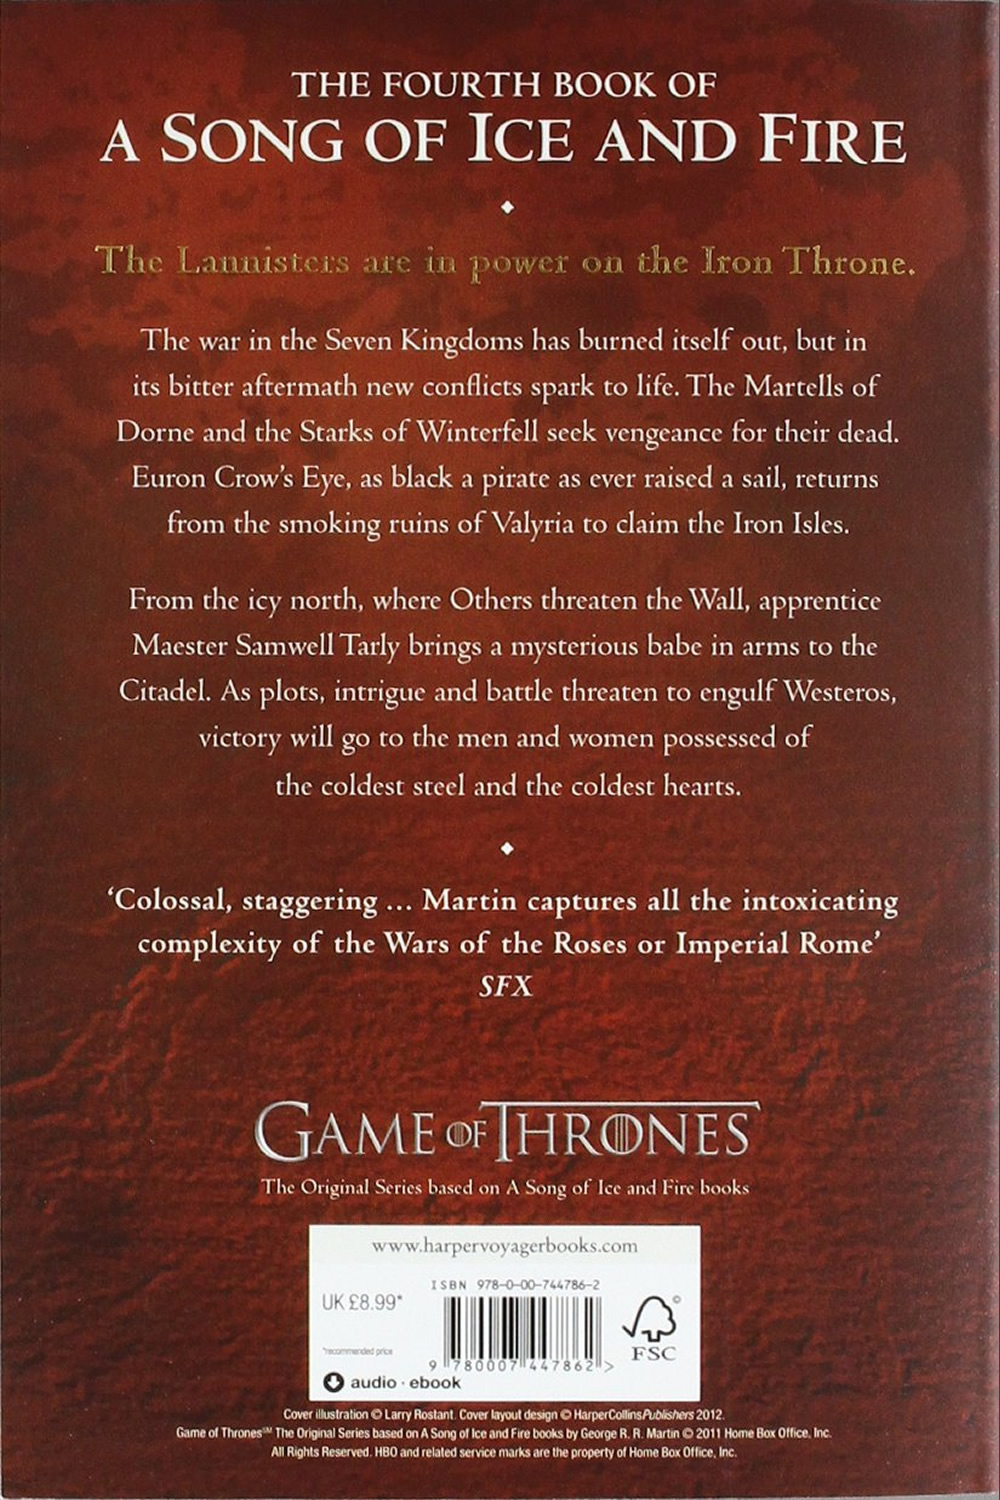 THE FOURTH BOOK OF
A SONG OF ICE AND FIRE
The Lannisters are in power on the Iron Throne.
The war in the Seven Kingdoms has burned itself out, but in
its bitter aftermath new conflicts spark to life. The Martells of
Dorne and the Starks of Winterfell seek vengeance for their dead.
Euron Crow's Eye, as black a pirate as ever raised a sail, returns
from the smoking ruins of Valyria to claim the Iron Isles.
From the icy north, where Others threaten the Wall, apprentice
Maester Samwell Tarly brings a mysterious babe in arms to the
Citadel. As plots, intrigue and battle threaten to engulf Westeros,
victory will go to the men and women possessed of
the coldest steel and the coldest hearts.
‘Colossal, staggering ... Martin captures all the intoxicating
complexity of the Wars of the Roses or Imperial Rome’
SFX
GAME OF THRONES
The Original Series based on A Song of Ice and Fire books
www.harpervoyagerbooks.com
ISBN 978-0-00-744786-2
UK £8.99*
*recommended price
9 780007 447862 >
©
FSC
audio · ebook
Cover illustration © Larry Rostant. Cover layout design © HarperCollinsPublishers 2012.
Game of Thrones℠ The Original Series based on A Song of Ice and Fire books by George R. R. Martin © 2011 Home Box Office, Inc.
All Rights Reserved. HBO and related service marks are the property of Home Box Office, Inc.